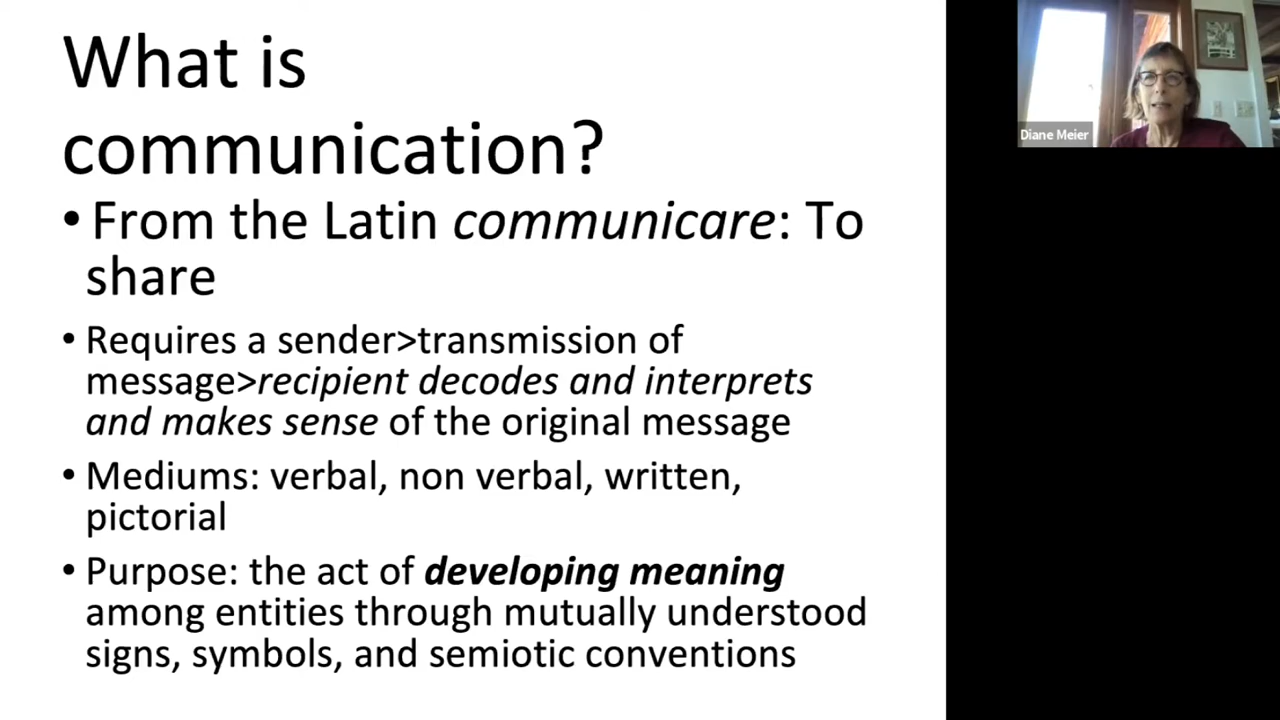 What is
communication?
• From the Latin communicare: To
share
• Requires a sender>transmission of
message>recipient decodes and interprets
and makes sense of the original message
• Mediums: verbal, non verbal, written,
pictorial
• Purpose: the act of developing meaning
among entities through mutually understood
signs, symbols, and semiotic conventions
Diane Meier